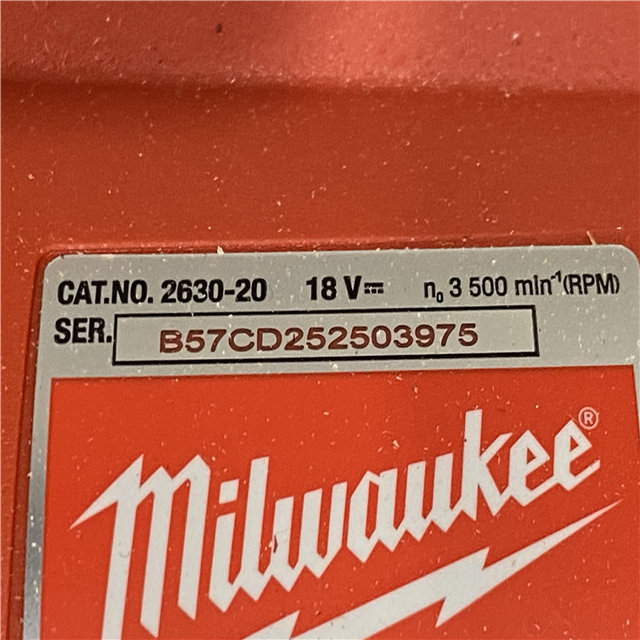 CAT.NO. 2630-20 18 V⎓ n₀ 3 500 min⁻¹(RPM)
SER. B57CD252503975
Milwaukee®